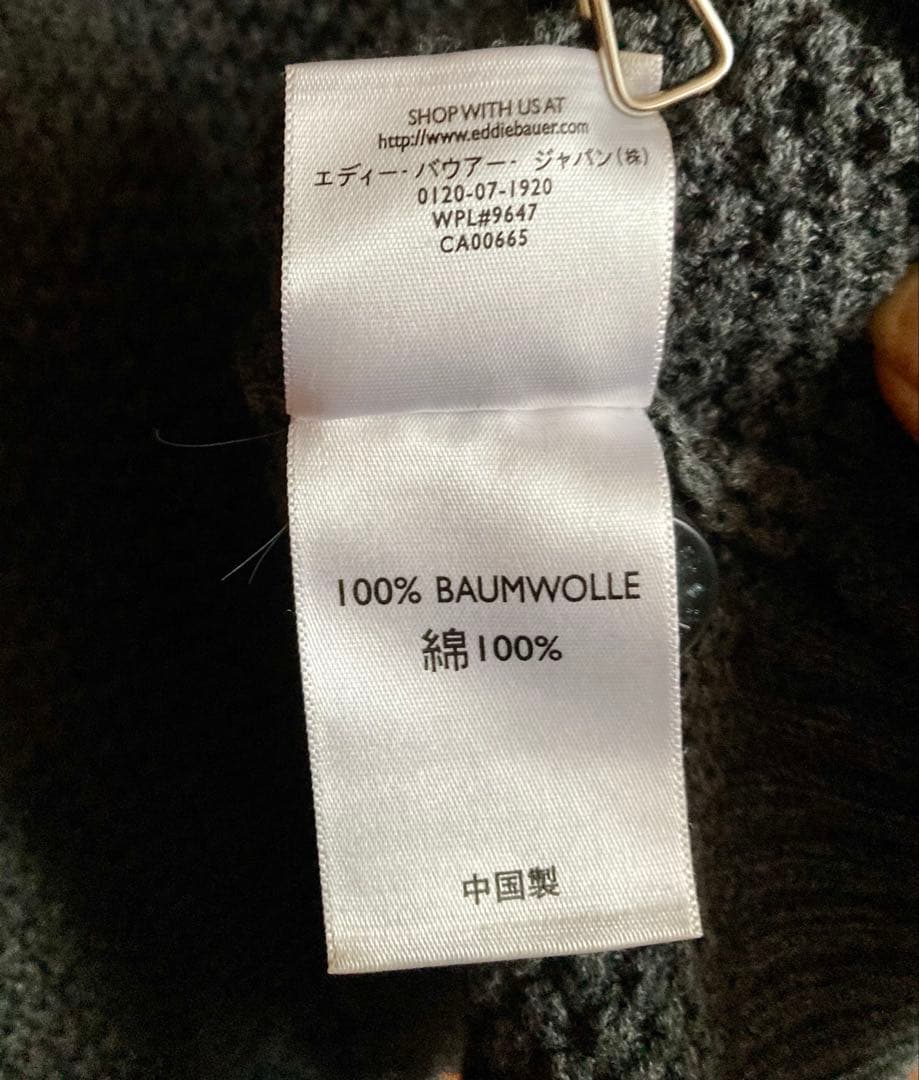 SHOP WITH US AT
http://www.eddiebauer.com
エディー・バウアー・ジャパン(株)
0120-07-1920
WPL#9647
CA00665
100% BAUMWOLLE
綿100%
中国製